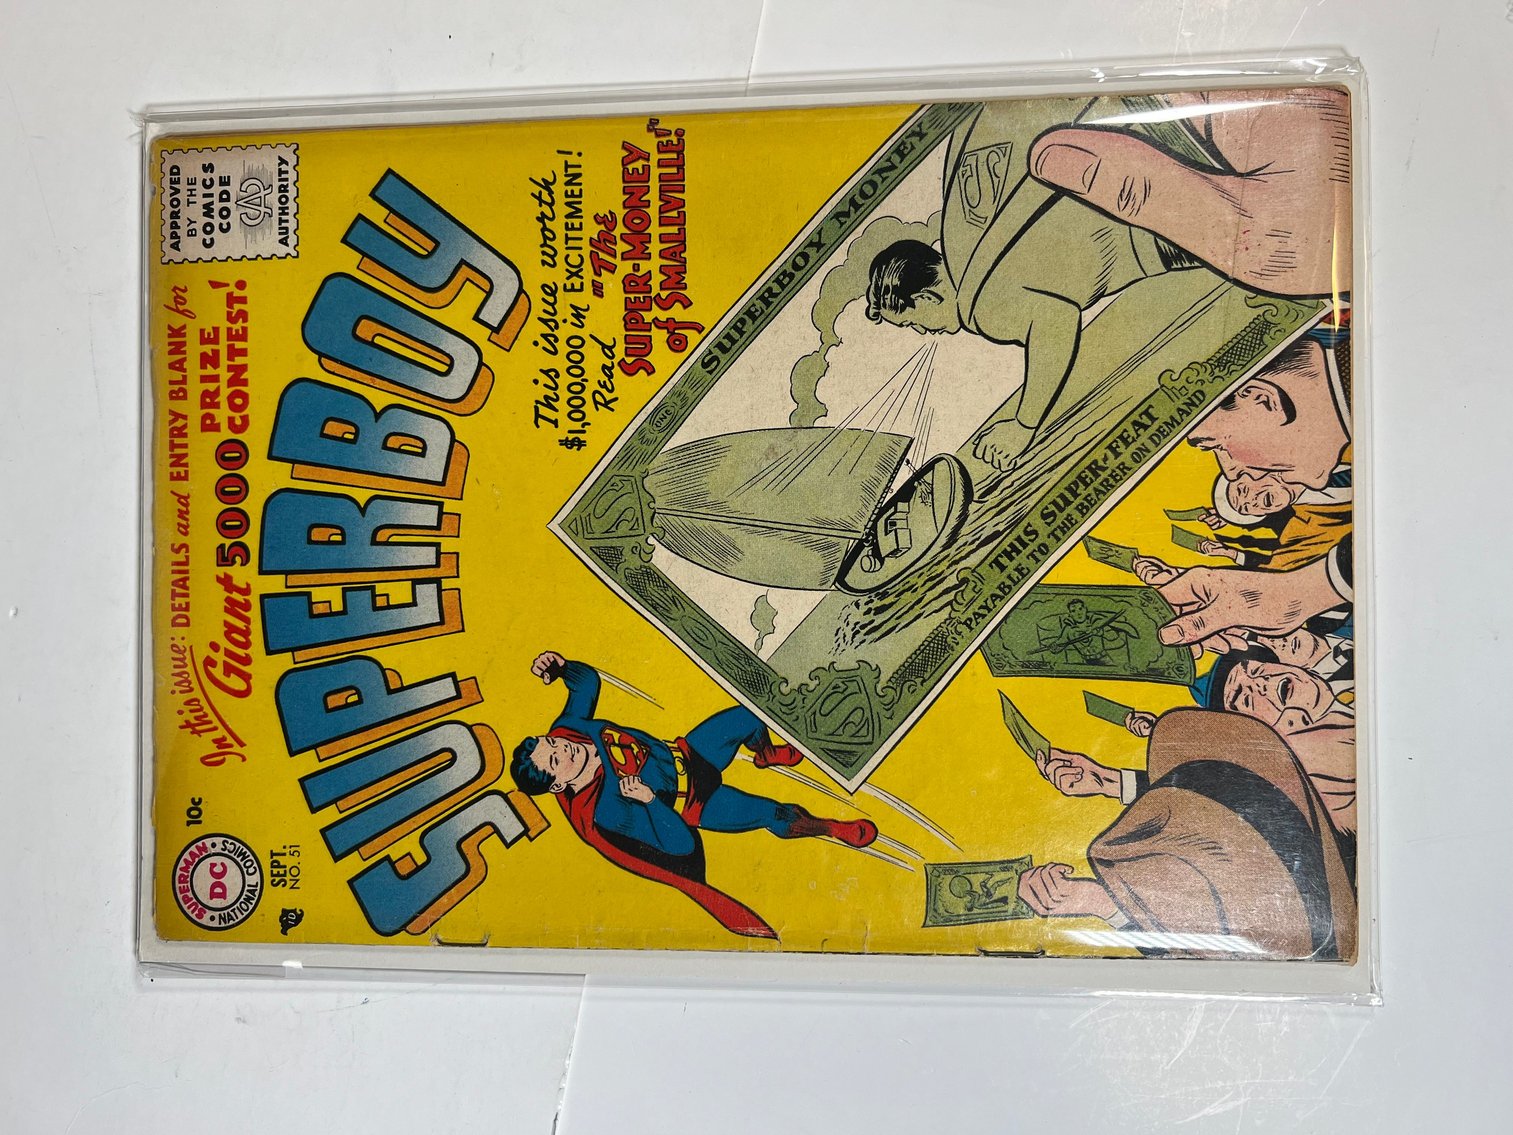 In this issue: DETAILS and ENTRY BLANK for
Giant 5000 PRIZE CONTEST!
APPROVED
BY THE
COMICS
CODE
CA
AUTHORITY
10c
SUPERMAN
DC
NATIONAL COMICS
SEPT.
NO. 51
SUPERBOY
This issue worth
$1,000,000 in EXCITEMENT!
Read "The
SUPER-MONEY
of SMALLVILLE!"
SUPERBOY MONEY
ONE
S
S
S
S
THIS SUPER-FEAT
PAYABLE TO THE BEARER ON DEMAND